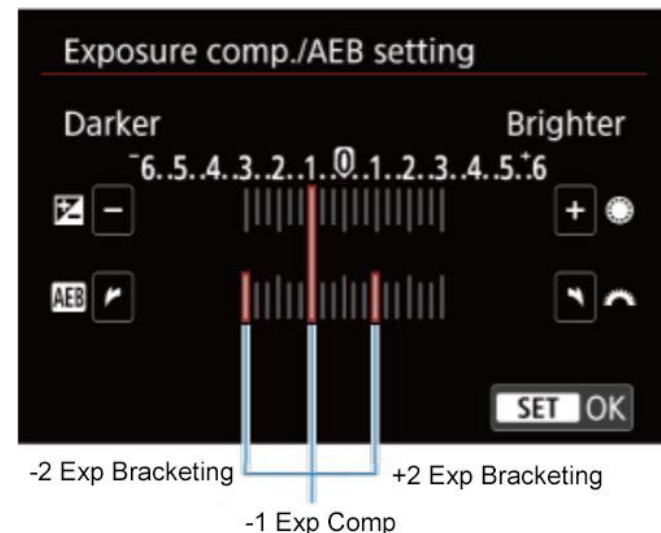 Exposure comp./AEB setting
Darker Brighter
-6..5..4..3..2..1..0..1..2..3..4..5..+6
- +
AEB
SET OK
-2 Exp Bracketing +2 Exp Bracketing
-1 Exp Comp